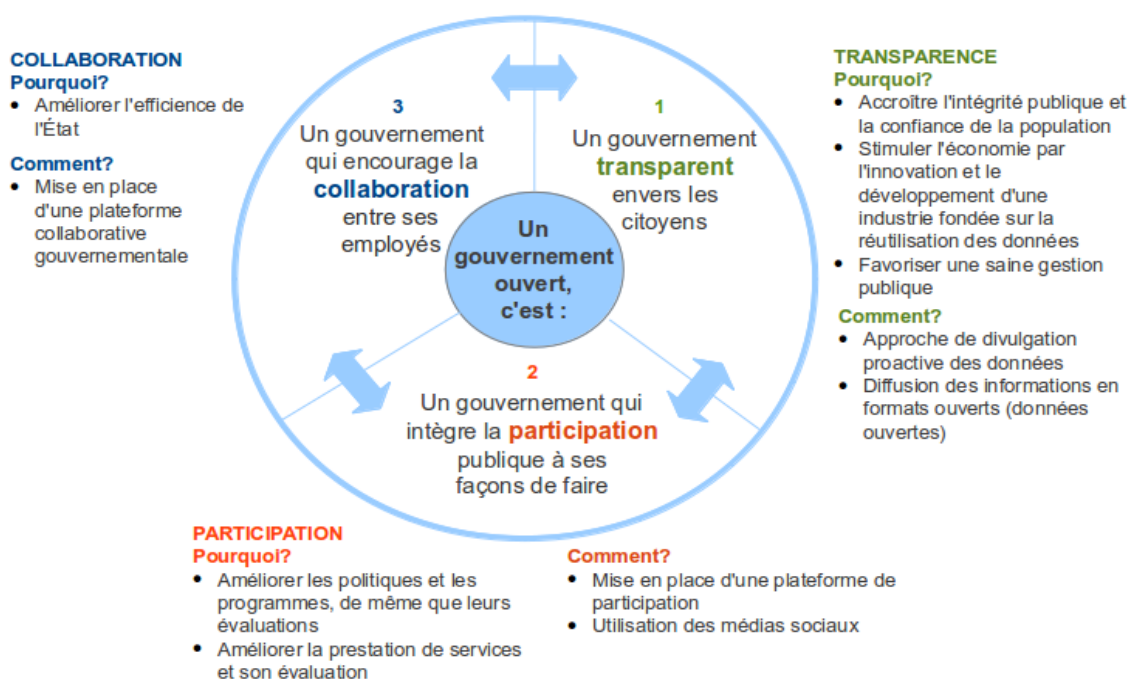 COLLABORATION
Pourquoi?
• Améliorer l'efficience de
l'État
Comment?
• Mise en place
d'une plateforme
collaborative
gouvernementale
3
Un gouvernement
qui encourage la
collaboration
entre ses
employés
1
Un gouvernement
transparent
envers les
citoyens
Un
gouvernement
ouvert,
c'est :
2
Un gouvernement qui
intègre la participation
publique à ses
façons de faire
TRANSPARENCE
Pourquoi?
• Accroître l'intégrité publique et
la confiance de la population
• Stimuler l'économie par
l'innovation et le
développement d'une
industrie fondée sur la
réutilisation des données
• Favoriser une saine gestion
publique
Comment?
• Approche de divulgation
proactive des données
• Diffusion des informations en
formats ouverts (données
ouvertes)
PARTICIPATION
Pourquoi?
• Améliorer les politiques et les
programmes, de même que leurs
évaluations
• Améliorer la prestation de services
et son évaluation
Comment?
• Mise en place d'une plateforme de
participation
• Utilisation des médias sociaux